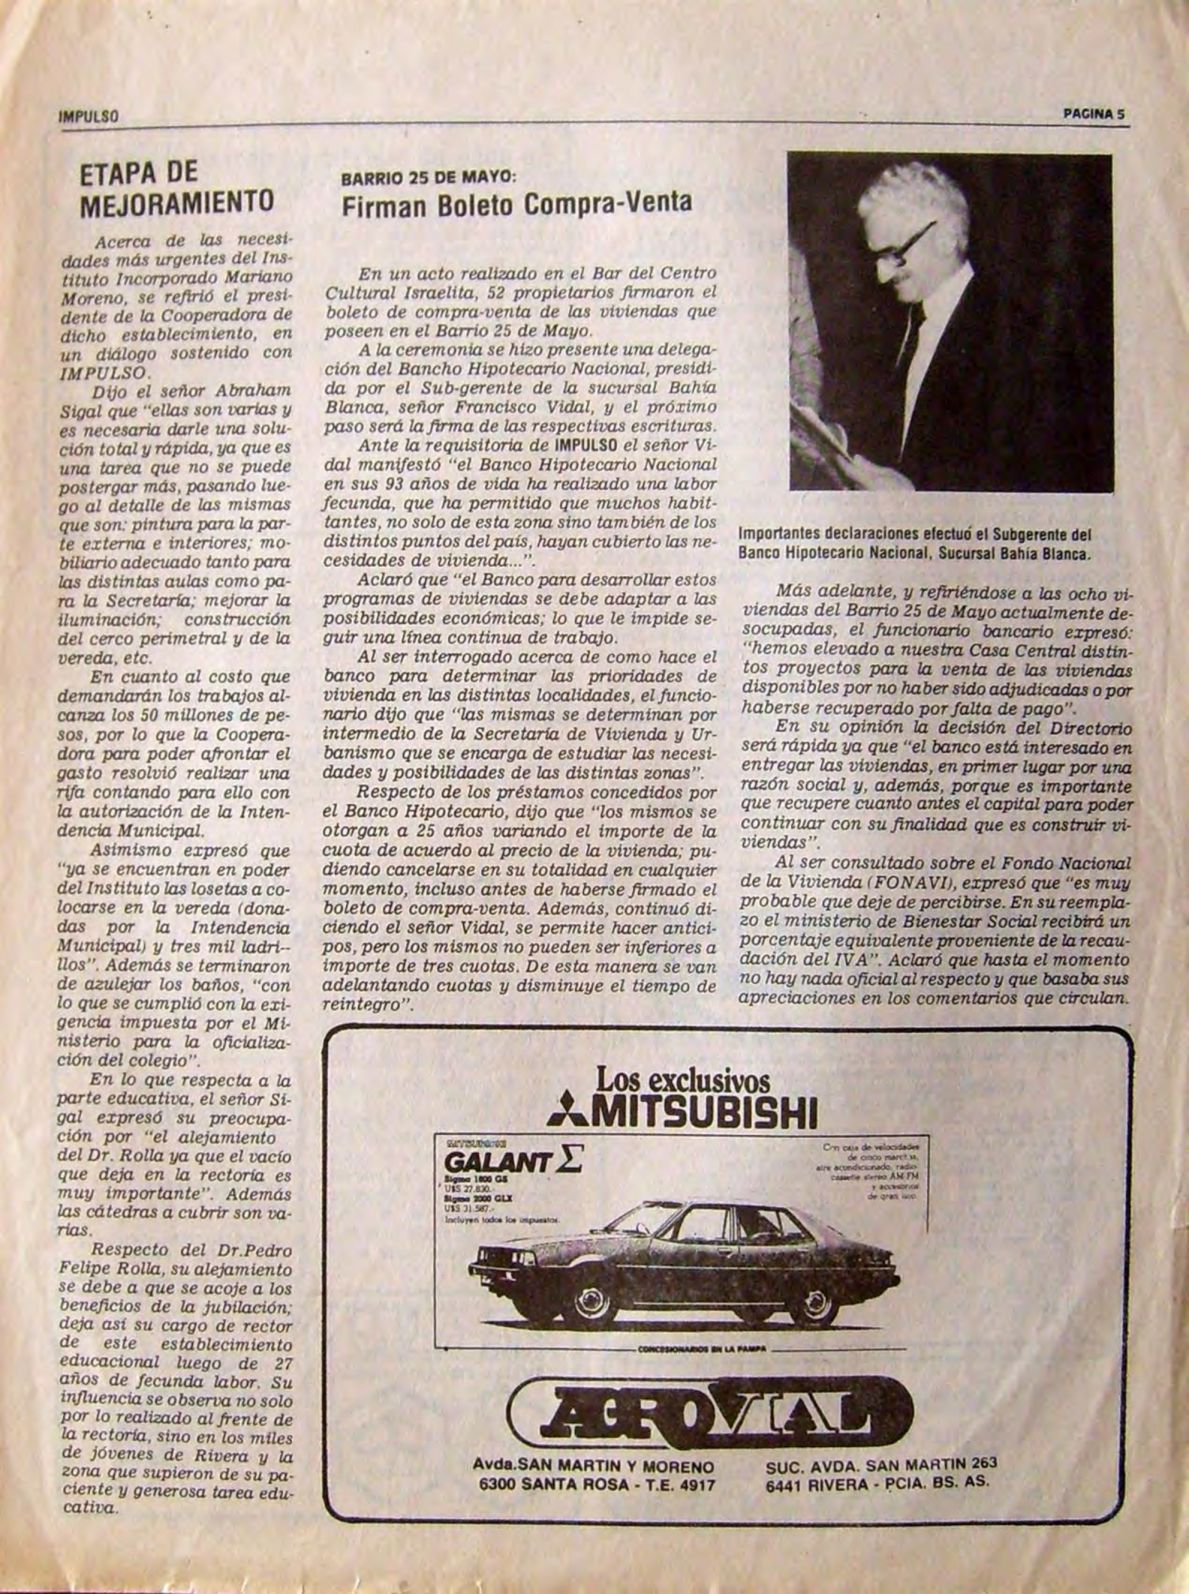 IMPULSO
PAGINA 5
ETAPA DE
MEJORAMIENTO
Acerca de las necesi-
dades más urgentes del Ins-
tituto Incorporado Mariano
Moreno, se refirió el presi-
dente de la Cooperadora de
dicho establecimiento, en
un diálogo sostenido con
IMPULSO.
Dijo el señor Abraham
Sigal que "ellas son varias y
es necesaria darle una solu-
ción total y rápida, ya que es
una tarea que no se puede
postergar más, pasando lue-
go al detalle de las mismas
que son: pintura para la par-
te externa e interiores; mo-
biliario adecuado tanto para
las distintas aulas como pa-
ra la Secretaría; mejorar la
iluminación; construcción
del cerco perimetral y de la
vereda, etc.
En cuanto al costo que
demandarán los trabajos al-
canza los 50 millones de pe-
sos, por lo que la Coopera-
dora para poder afrontar el
gasto resolvió realizar una
rifa contando para ello con
la autorización de la Inten-
dencia Municipal.
Asimismo expresó que
"ya se encuentran en poder
del Instituto las losetas a co-
locarse en la vereda (dona-
das por la Intendencia
Municipal) y tres mil ladri--
llos". Además se terminaron
de azulejar los baños, "con
lo que se cumplió con la exi-
gencia impuesta por el Mi-
nisterio para la oficializa-
ción del colegio".
En lo que respecta a la
parte educativa, el señor Si-
gal expresó su preocupa-
ción por "el alejamiento
del Dr. Rolla ya que el vacío
que deja en la rectoría es
muy importante". Además
las cátedras a cubrir son va-
rias.
Respecto del Dr.Pedro
Felipe Rolla, su alejamiento
se debe a que se acoje a los
beneficios de la jubilación;
deja así su cargo de rector
de este establecimiento
educacional luego de 27
años de fecunda labor. Su
influencia se observa no solo
por lo realizado al frente de
la rectoría, sino en los miles
de jóvenes de Rivera y la
zona que supieron de su pa-
ciente y generosa tarea edu-
cativa.
BARRIO 25 DE MAYO:
Firman Boleto Compra-Venta
En un acto realizado en el Bar del Centro
Cultural Israelita, 52 propietarios firmaron el
boleto de compra-venta de las viviendas que
poseen en el Barrio 25 de Mayo.
A la ceremonia se hizo presente una delega-
ción del Bancho Hipotecario Nacional, presidi-
da por el Sub-gerente de la sucursal Bahía
Blanca, señor Francisco Vidal, y el próximo
paso será la firma de las respectivas escrituras.
Ante la requisitoria de IMPULSO el señor Vi-
dal manifestó "el Banco Hipotecario Nacional
en sus 93 años de vida ha realizado una labor
fecunda, que ha permitido que muchos habit-
tantes, no solo de esta zona sino también de los
distintos puntos del país, hayan cubierto las ne-
cesidades de vivienda...".
Aclaró que "el Banco para desarrollar estos
programas de viviendas se debe adaptar a las
posibilidades económicas; lo que le impide se-
guir una línea continua de trabajo.
Al ser interrogado acerca de como hace el
banco para determinar las prioridades de
vivienda en las distintas localidades, el funcio-
nario dijo que "las mismas se determinan por
intermedio de la Secretaría de Vivienda y Ur-
banismo que se encarga de estudiar las necesi-
dades y posibilidades de las distintas zonas".
Respecto de los préstamos concedidos por
el Banco Hipotecario, dijo que "los mismos se
otorgan a 25 años variando el importe de la
cuota de acuerdo al precio de la vivienda; pu-
diendo cancelarse en su totalidad en cualquier
momento, incluso antes de haberse firmado el
boleto de compra-venta. Además, continuó di-
ciendo el señor Vidal, se permite hacer antici-
pos, pero los mismos no pueden ser inferiores a
importe de tres cuotas. De esta manera se van
adelantando cuotas y disminuye el tiempo de
reintegro".
Importantes declaraciones efectuó el Subgerente del
Banco Hipotecario Nacional, Sucursal Bahía Blanca.
Más adelante, y refiriéndose a las ocho vi-
viendas del Barrio 25 de Mayo actualmente de-
socupadas, el funcionario bancario expresó:
"hemos elevado a nuestra Casa Central distin-
tos proyectos para la venta de las viviendas
disponibles por no haber sido adjudicadas o por
haberse recuperado por falta de pago".
En su opinión la decisión del Directorio
será rápida ya que "el banco está interesado en
entregar las viviendas, en primer lugar por una
razón social y, además, porque es importante
que recupere cuanto antes el capital para poder
continuar con su finalidad que es construir vi-
viendas".
Al ser consultado sobre el Fondo Nacional
de la Vivienda (FONAVI), expresó que "es muy
probable que deje de percibirse. En su reempla-
zo el ministerio de Bienestar Social recibirá un
porcentaje equivalente proveniente de la recau-
dación del IVA". Aclaró que hasta el momento
no hay nada oficial al respecto y que basaba sus
apreciaciones en los comentarios que circulan.
Los exclusivos
MITSUBISHI
MITSUBISHI
GALANT Σ
Sigma 1800 GS
U$S 27.830.-
Sigma 2000 GLX
U$S 31.587.-
Incluyen todos los impuestos.
Con caja de velocidades
de cinco marchas,
aire acondicionado, radio
cassette stereo AM-FM
y accesorios
de gran lujo.
CONCESIONARIOS EN LA PAMPA
AGROVIAL
Avda.SAN MARTIN Y MORENO
6300 SANTA ROSA - T.E. 4917
SUC. AVDA. SAN MARTIN 263
6441 RIVERA - PCIA. BS. AS.